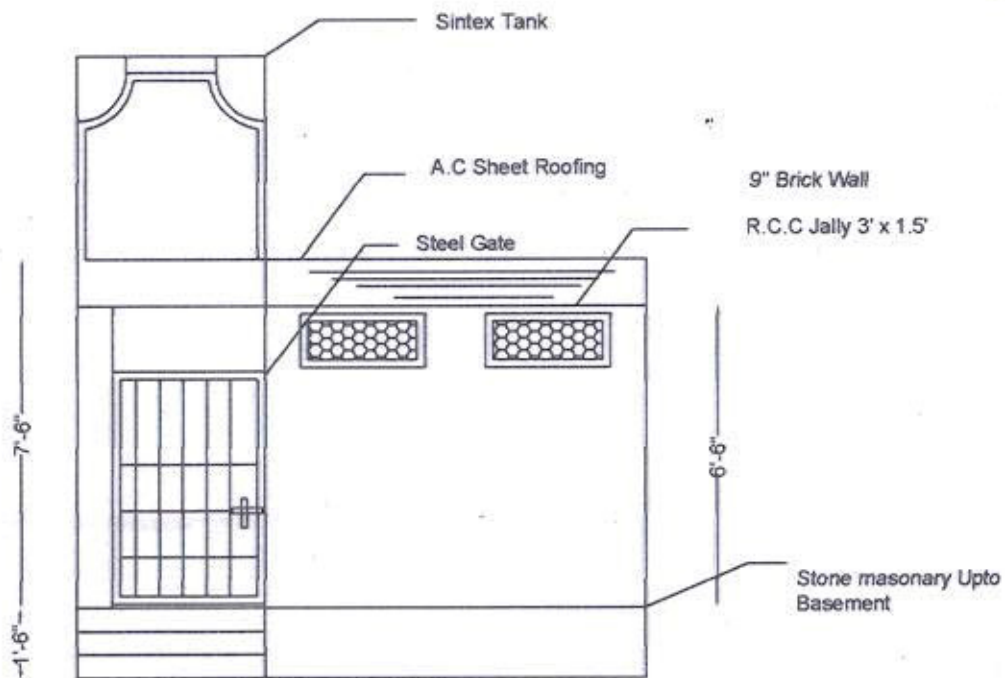 Sintex Tank
A.C Sheet Roofing
9" Brick Wall
R.C.C Jally 3' x 1.5'
Steel Gate
7'-6"
6'-6"
Stone masonary Upto
Basement
1'-6"